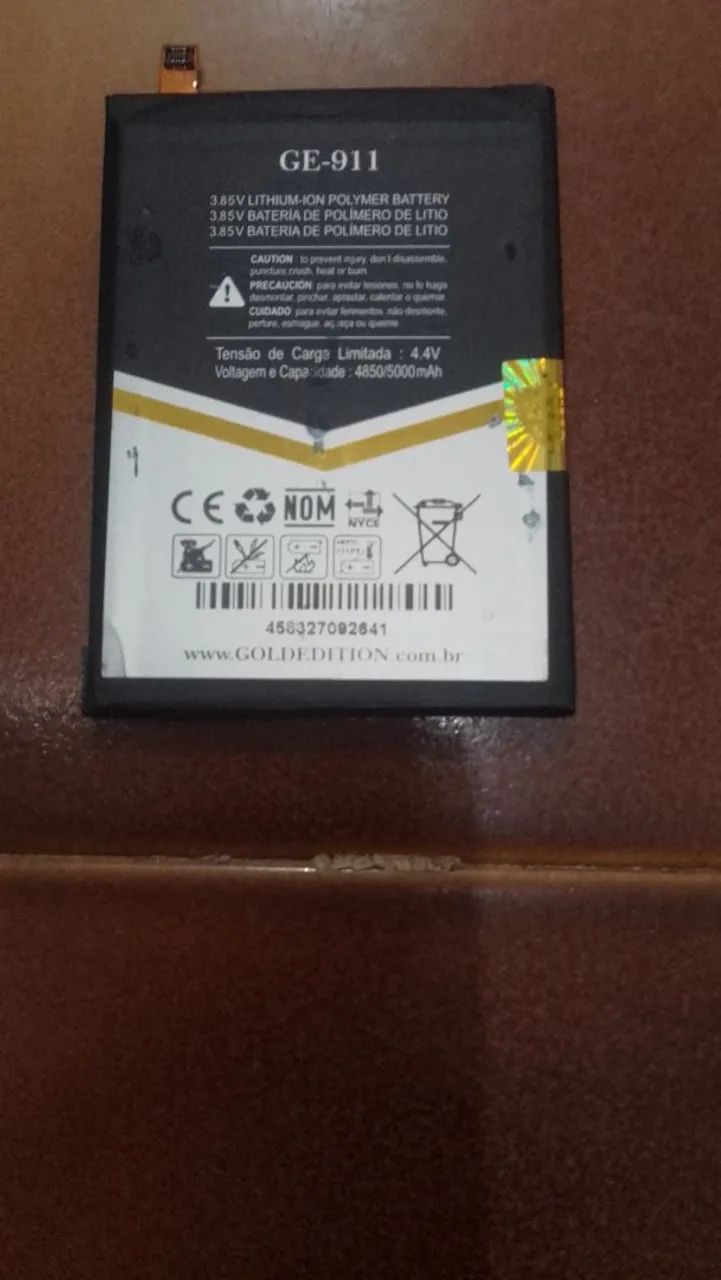 GE-911
3.85V LITHIUM-ION POLYMER BATTERY
3.85V BATERÍA DE POLÍMERO DE LITIO
3.85V BATERIA DE POLÍMERO DE LITIO
CAUTION : to prevent injury, don't disassemble,
puncture,crush, heat or burn
PRECAUCIÓN para evitar lesiones, no lo haga
desmontar, pinchar, aplastar, calentar o quemar.
CUIDADO para evitar ferimentos, não desmonte,
perfure, esmague, aqueça ou queime.
Tensão de Carga Limitada : 4.4V
Voltagem e Capacidade : 4850/5000mAh
CE NOM
NYCE
458327092641
www.GOLDEDITION.com.br